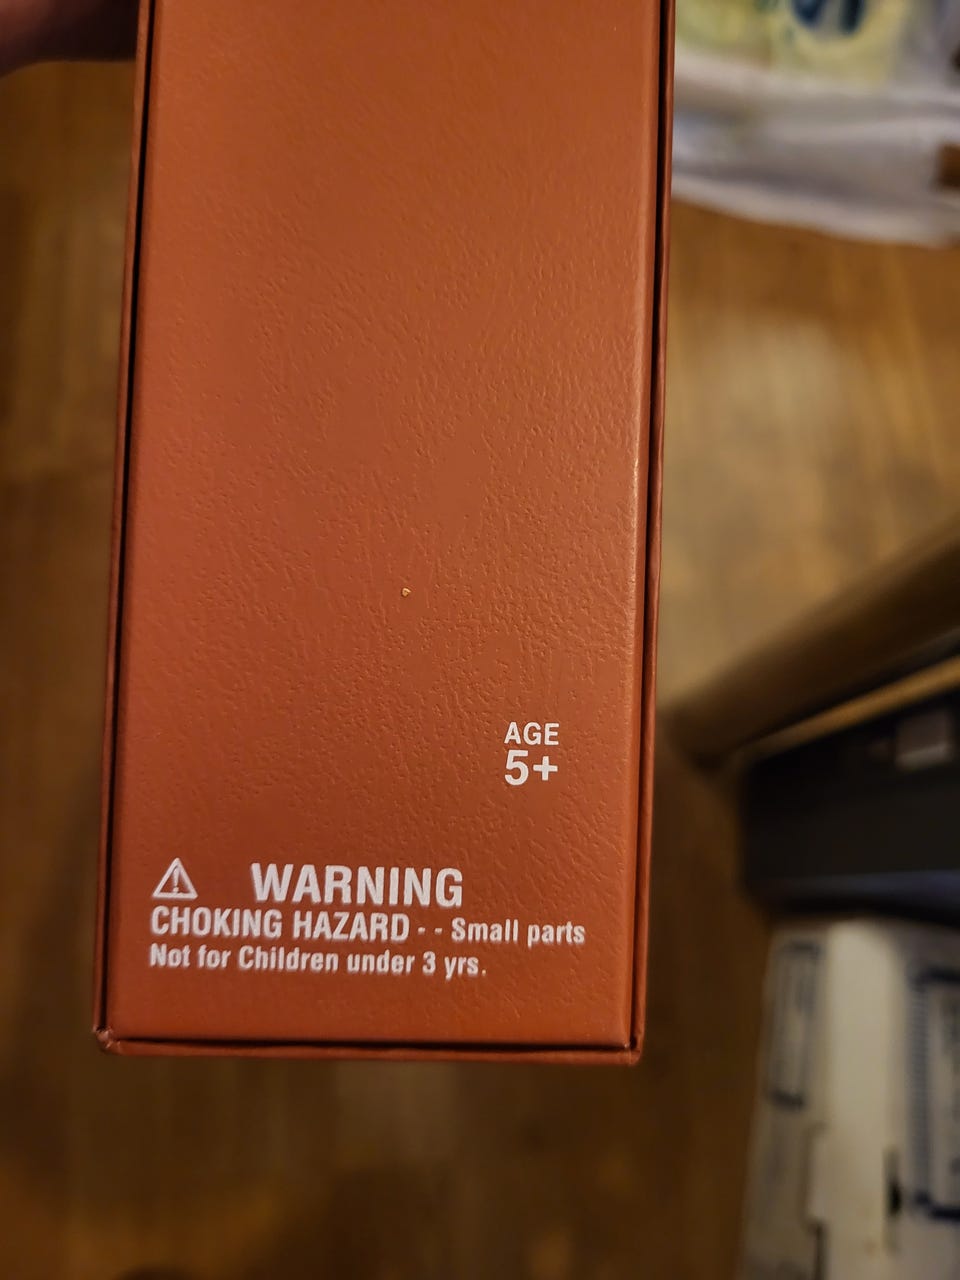 AGE
5+
WARNING
CHOKING HAZARD - - Small parts
Not for Children under 3 yrs.